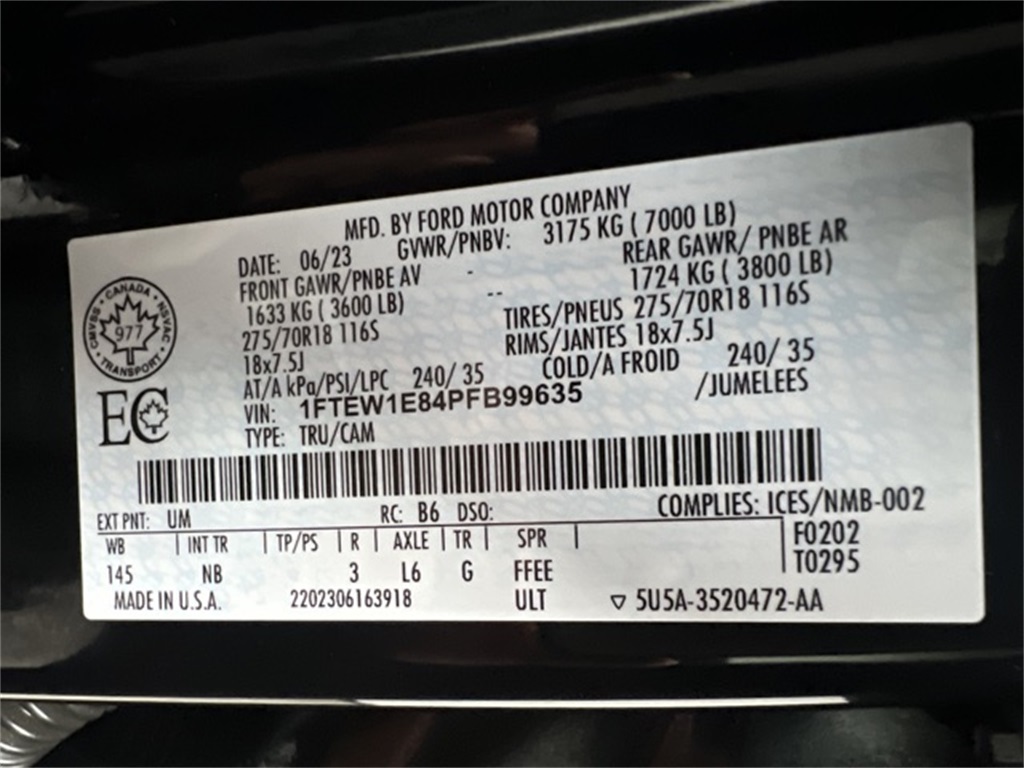 MFD. BY FORD MOTOR COMPANY
DATE: 06/23 GVWR/PNBV: 3175 KG ( 7000 LB)
FRONT GAWR/PNBE AV - REAR GAWR/ PNBE AR
1633 KG ( 3600 LB) -- 1724 KG ( 3800 LB)
275/70R18 116S TIRES/PNEUS 275/70R18 116S
18x7.5J RIMS/JANTES 18x7.5J
AT/A kPa/PSI/LPC 240/ 35 COLD/A FROID 240/ 35
VIN: 1FTEW1E84PFB99635 /JUMELEES
TYPE: TRU/CAM
CMVSS · CANADA · NSVAC
977
TRANSPORT
EC
EXT PNT: UM RC: B6 DSO: COMPLIES: ICES/NMB-002
WB | INT TR | TP/PS | R | AXLE | TR | SPR | F0202
145 NB 3 L6 G FFEE T0295
MADE IN U.S.A. 2202306163918 ULT ▽ 5U5A-3520472-AA